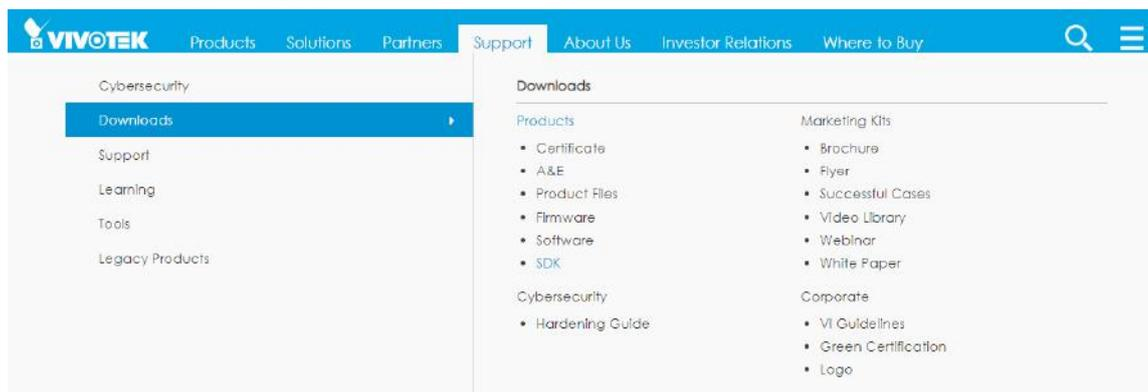 VIVOTEK Products Solutions Partners Support About Us Investor Relations Where to Buy
Cybersecurity
Downloads
Support
Learning
Tools
Legacy Products
Downloads
Products
• Certificate
• A&E
• Product Files
• Firmware
• Software
• SDK
Cybersecurity
• Hardening Guide
Marketing Kits
• Brochure
• Flyer
• Successful Cases
• Video Library
• Webinar
• White Paper
Corporate
• VI Guidelines
• Green Certification
• Logo